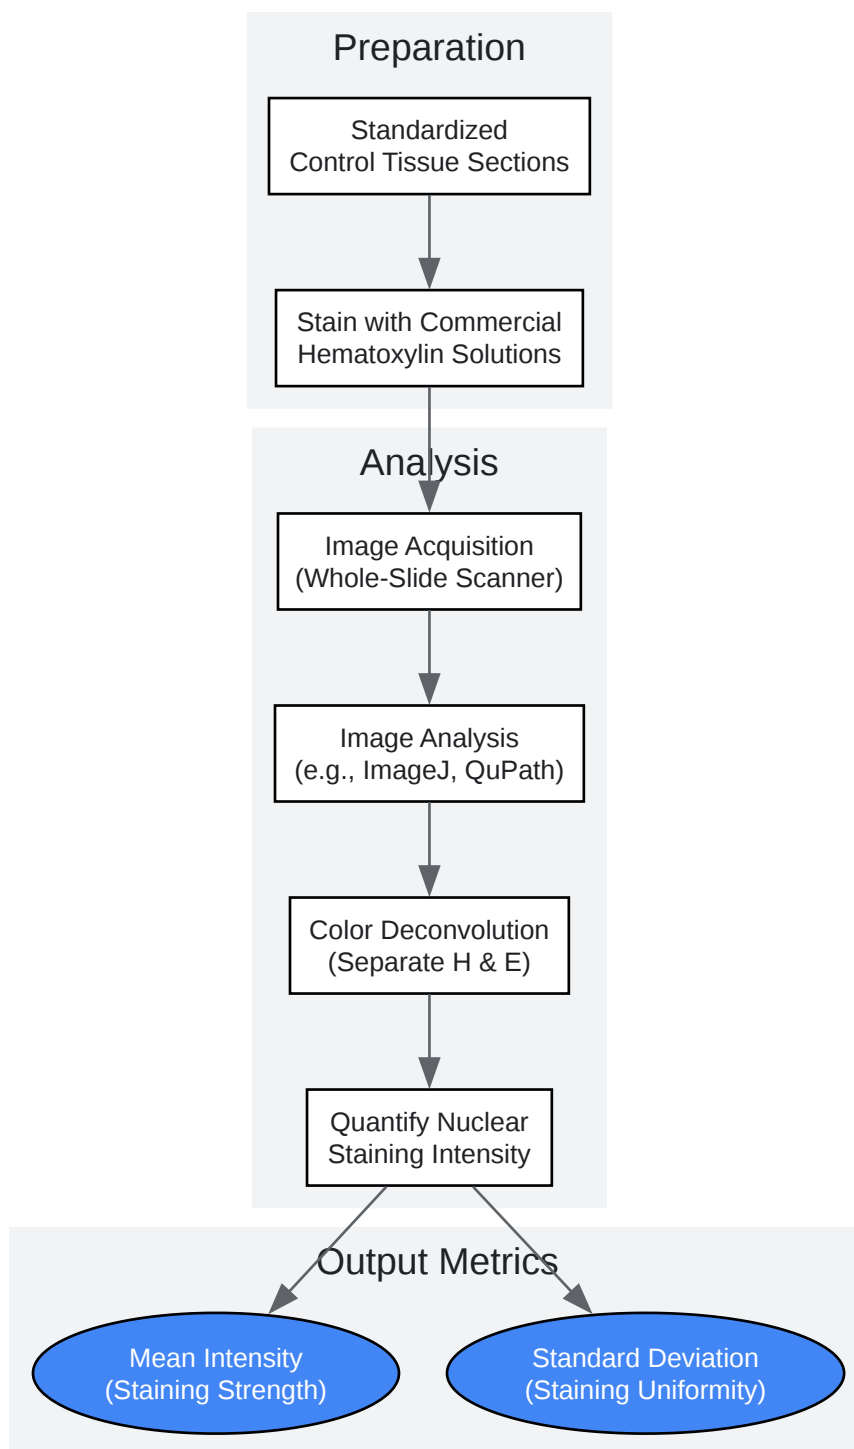 Preparation
Standardized
Control Tissue Sections
Stain with Commercial
Hematoxylin Solutions
Analysis
Image Acquisition
(Whole-Slide Scanner)
Image Analysis
(e.g., ImageJ, QuPath)
Color Deconvolution
(Separate H & E)
Quantify Nuclear
Staining Intensity
Output Metrics
Mean Intensity
(Staining Strength)
Standard Deviation
(Staining Uniformity)